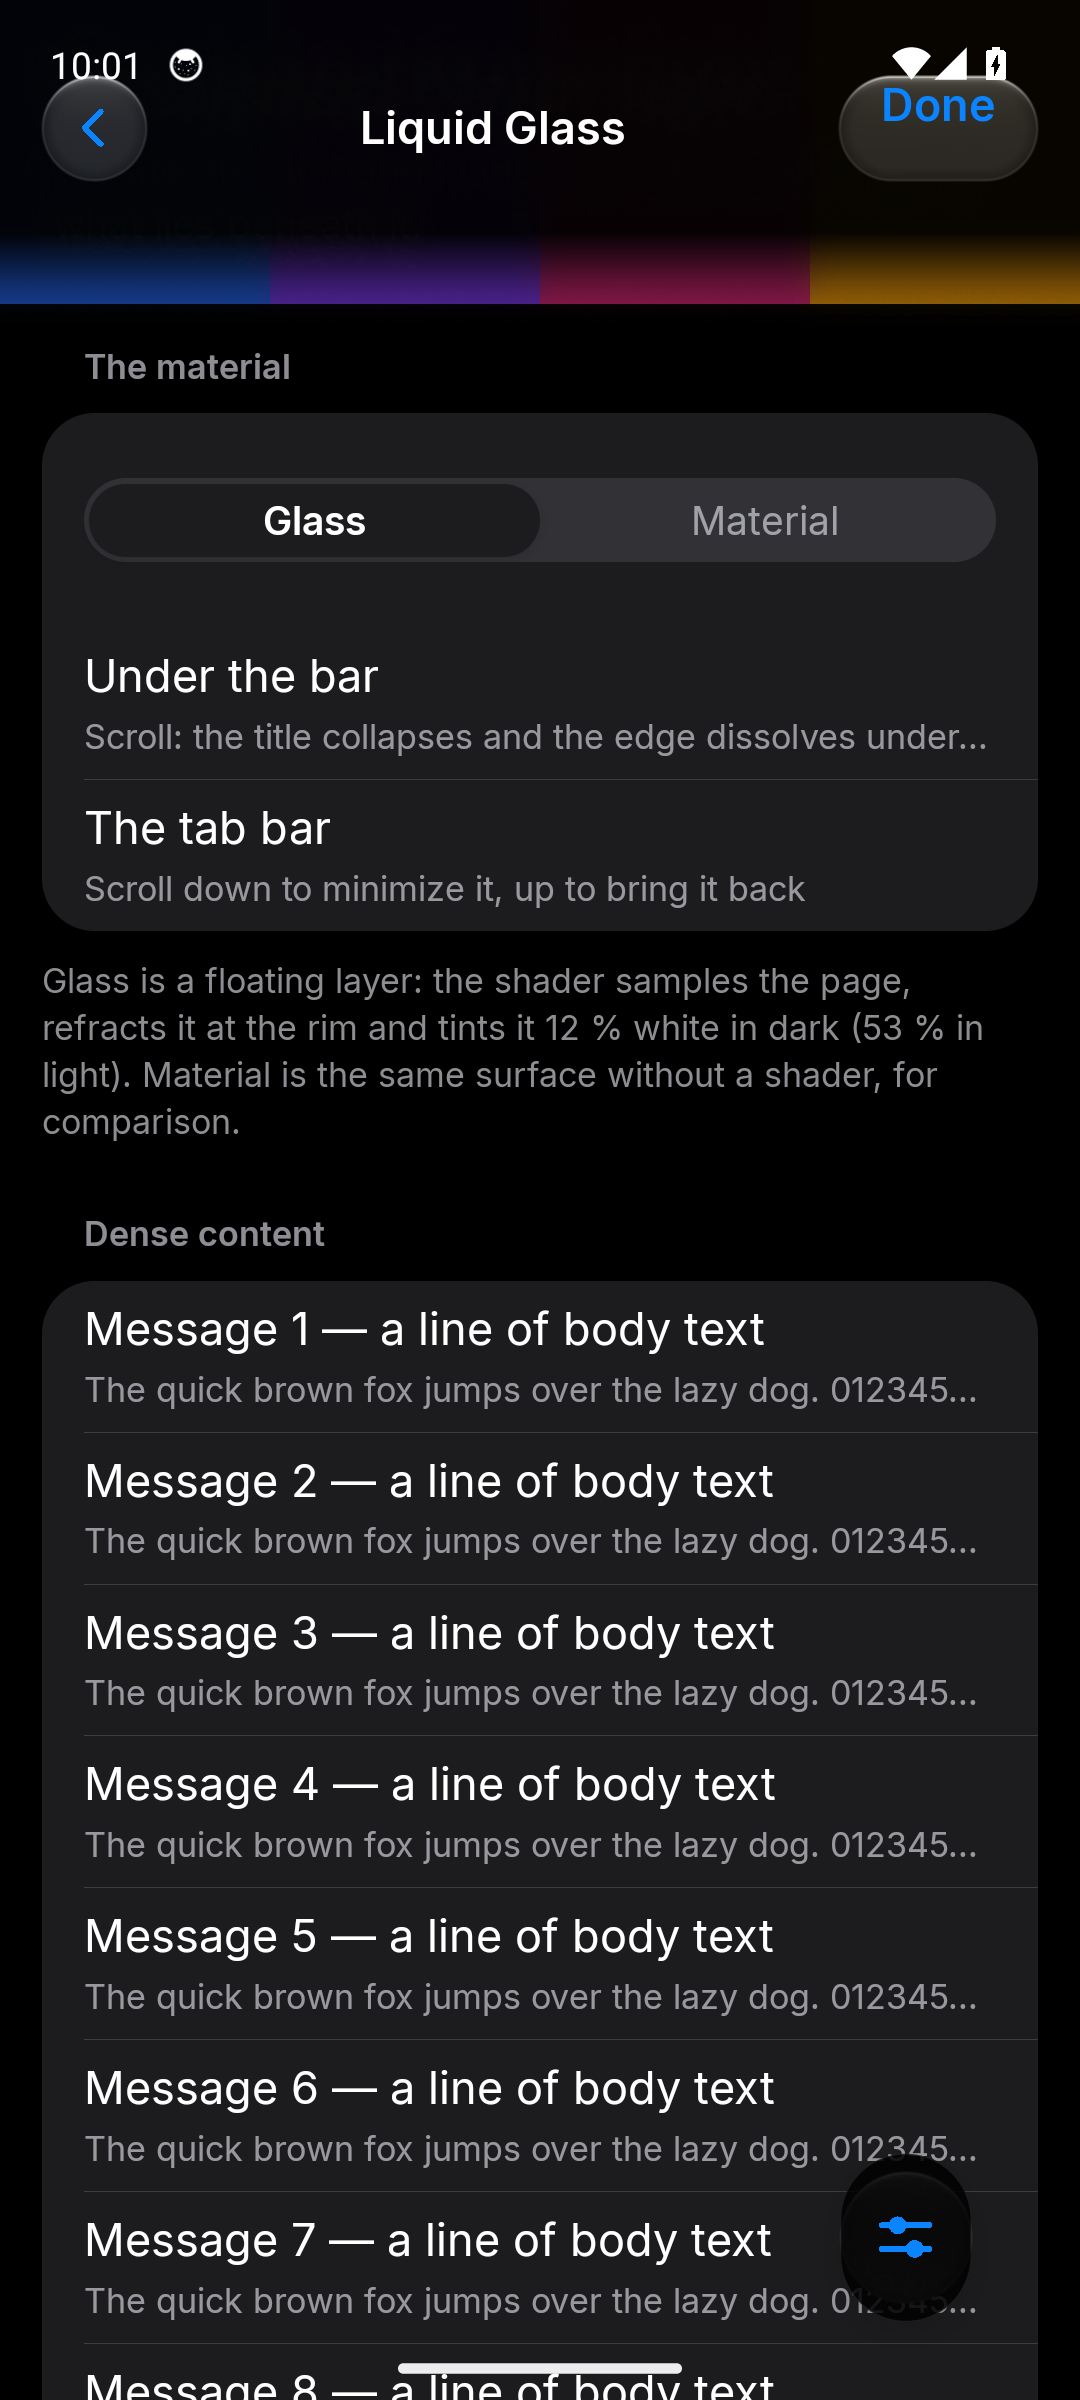 10:01
Liquid Glass
Done
The material
Glass
Material
Under the bar
Scroll: the title collapses and the edge dissolves under...
The tab bar
Scroll down to minimize it, up to bring it back
Glass is a floating layer: the shader samples the page,
refracts it at the rim and tints it 12 % white in dark (53 % in
light). Material is the same surface without a shader, for
comparison.
Dense content
Message 1 — a line of body text
The quick brown fox jumps over the lazy dog. 012345...
Message 2 — a line of body text
The quick brown fox jumps over the lazy dog. 012345...
Message 3 — a line of body text
The quick brown fox jumps over the lazy dog. 012345...
Message 4 — a line of body text
The quick brown fox jumps over the lazy dog. 012345...
Message 5 — a line of body text
The quick brown fox jumps over the lazy dog. 012345...
Message 6 — a line of body text
The quick brown fox jumps over the lazy dog. 012345...
Message 7 — a line of body text
The quick brown fox jumps over the lazy dog. 012345...
Message 8 — a line of body text